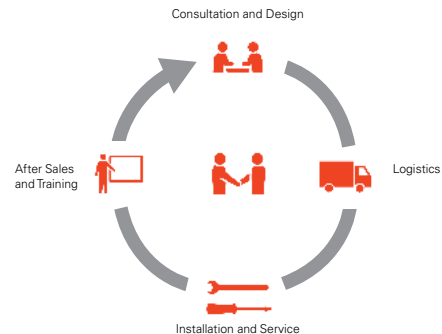 Consultation and Design
After Sales
and Training
Logistics
Installation and Service